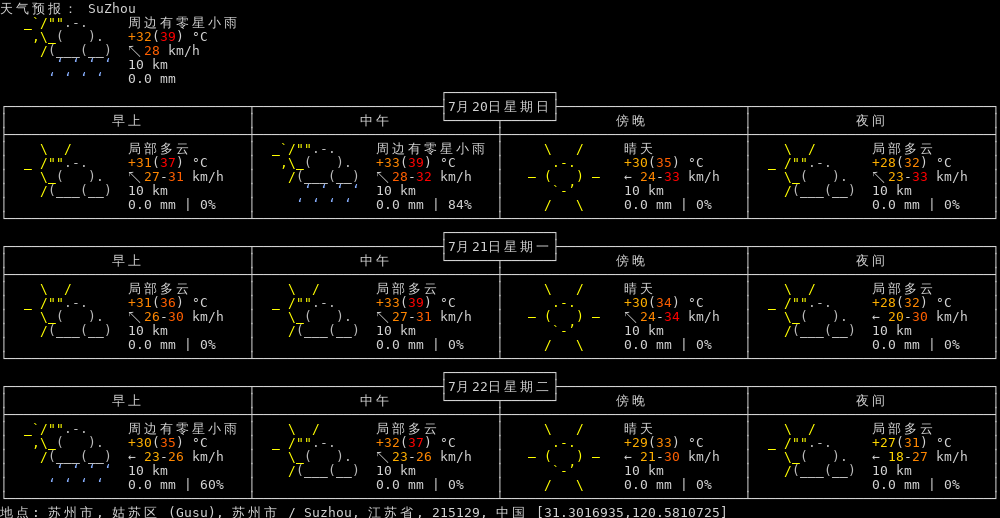 天气预报: SuZhou
周边有零星小雨
+32(39) °C
↖ 28 km/h
10 km
0.0 mm
7月20日星期日
早上 中午 傍晚 夜间
局部多云 周边有零星小雨 晴天 局部多云
+31(37) °C +33(39) °C +30(35) °C +28(32) °C
↖ 27-31 km/h ↖ 28-32 km/h ← 24-33 km/h ↖ 23-33 km/h
10 km 10 km 10 km 10 km
0.0 mm | 0% 0.0 mm | 84% 0.0 mm | 0% 0.0 mm | 0%
7月21日星期一
早上 中午 傍晚 夜间
局部多云 局部多云 晴天 局部多云
+31(36) °C +33(39) °C +30(34) °C +28(32) °C
↖ 26-30 km/h ↖ 27-31 km/h ↖ 24-34 km/h ← 20-30 km/h
10 km 10 km 10 km 10 km
0.0 mm | 0% 0.0 mm | 0% 0.0 mm | 0% 0.0 mm | 0%
7月22日星期二
早上 中午 傍晚 夜间
周边有零星小雨 局部多云 晴天 局部多云
+30(35) °C +32(37) °C +29(33) °C +27(31) °C
← 23-26 km/h ↖ 23-26 km/h ← 21-30 km/h ← 18-27 km/h
10 km 10 km 10 km 10 km
0.0 mm | 60% 0.0 mm | 0% 0.0 mm | 0% 0.0 mm | 0%
地点: 苏州市, 姑苏区 (Gusu), 苏州市 / Suzhou, 江苏省, 215129, 中国 [31.3016935,120.5810725]